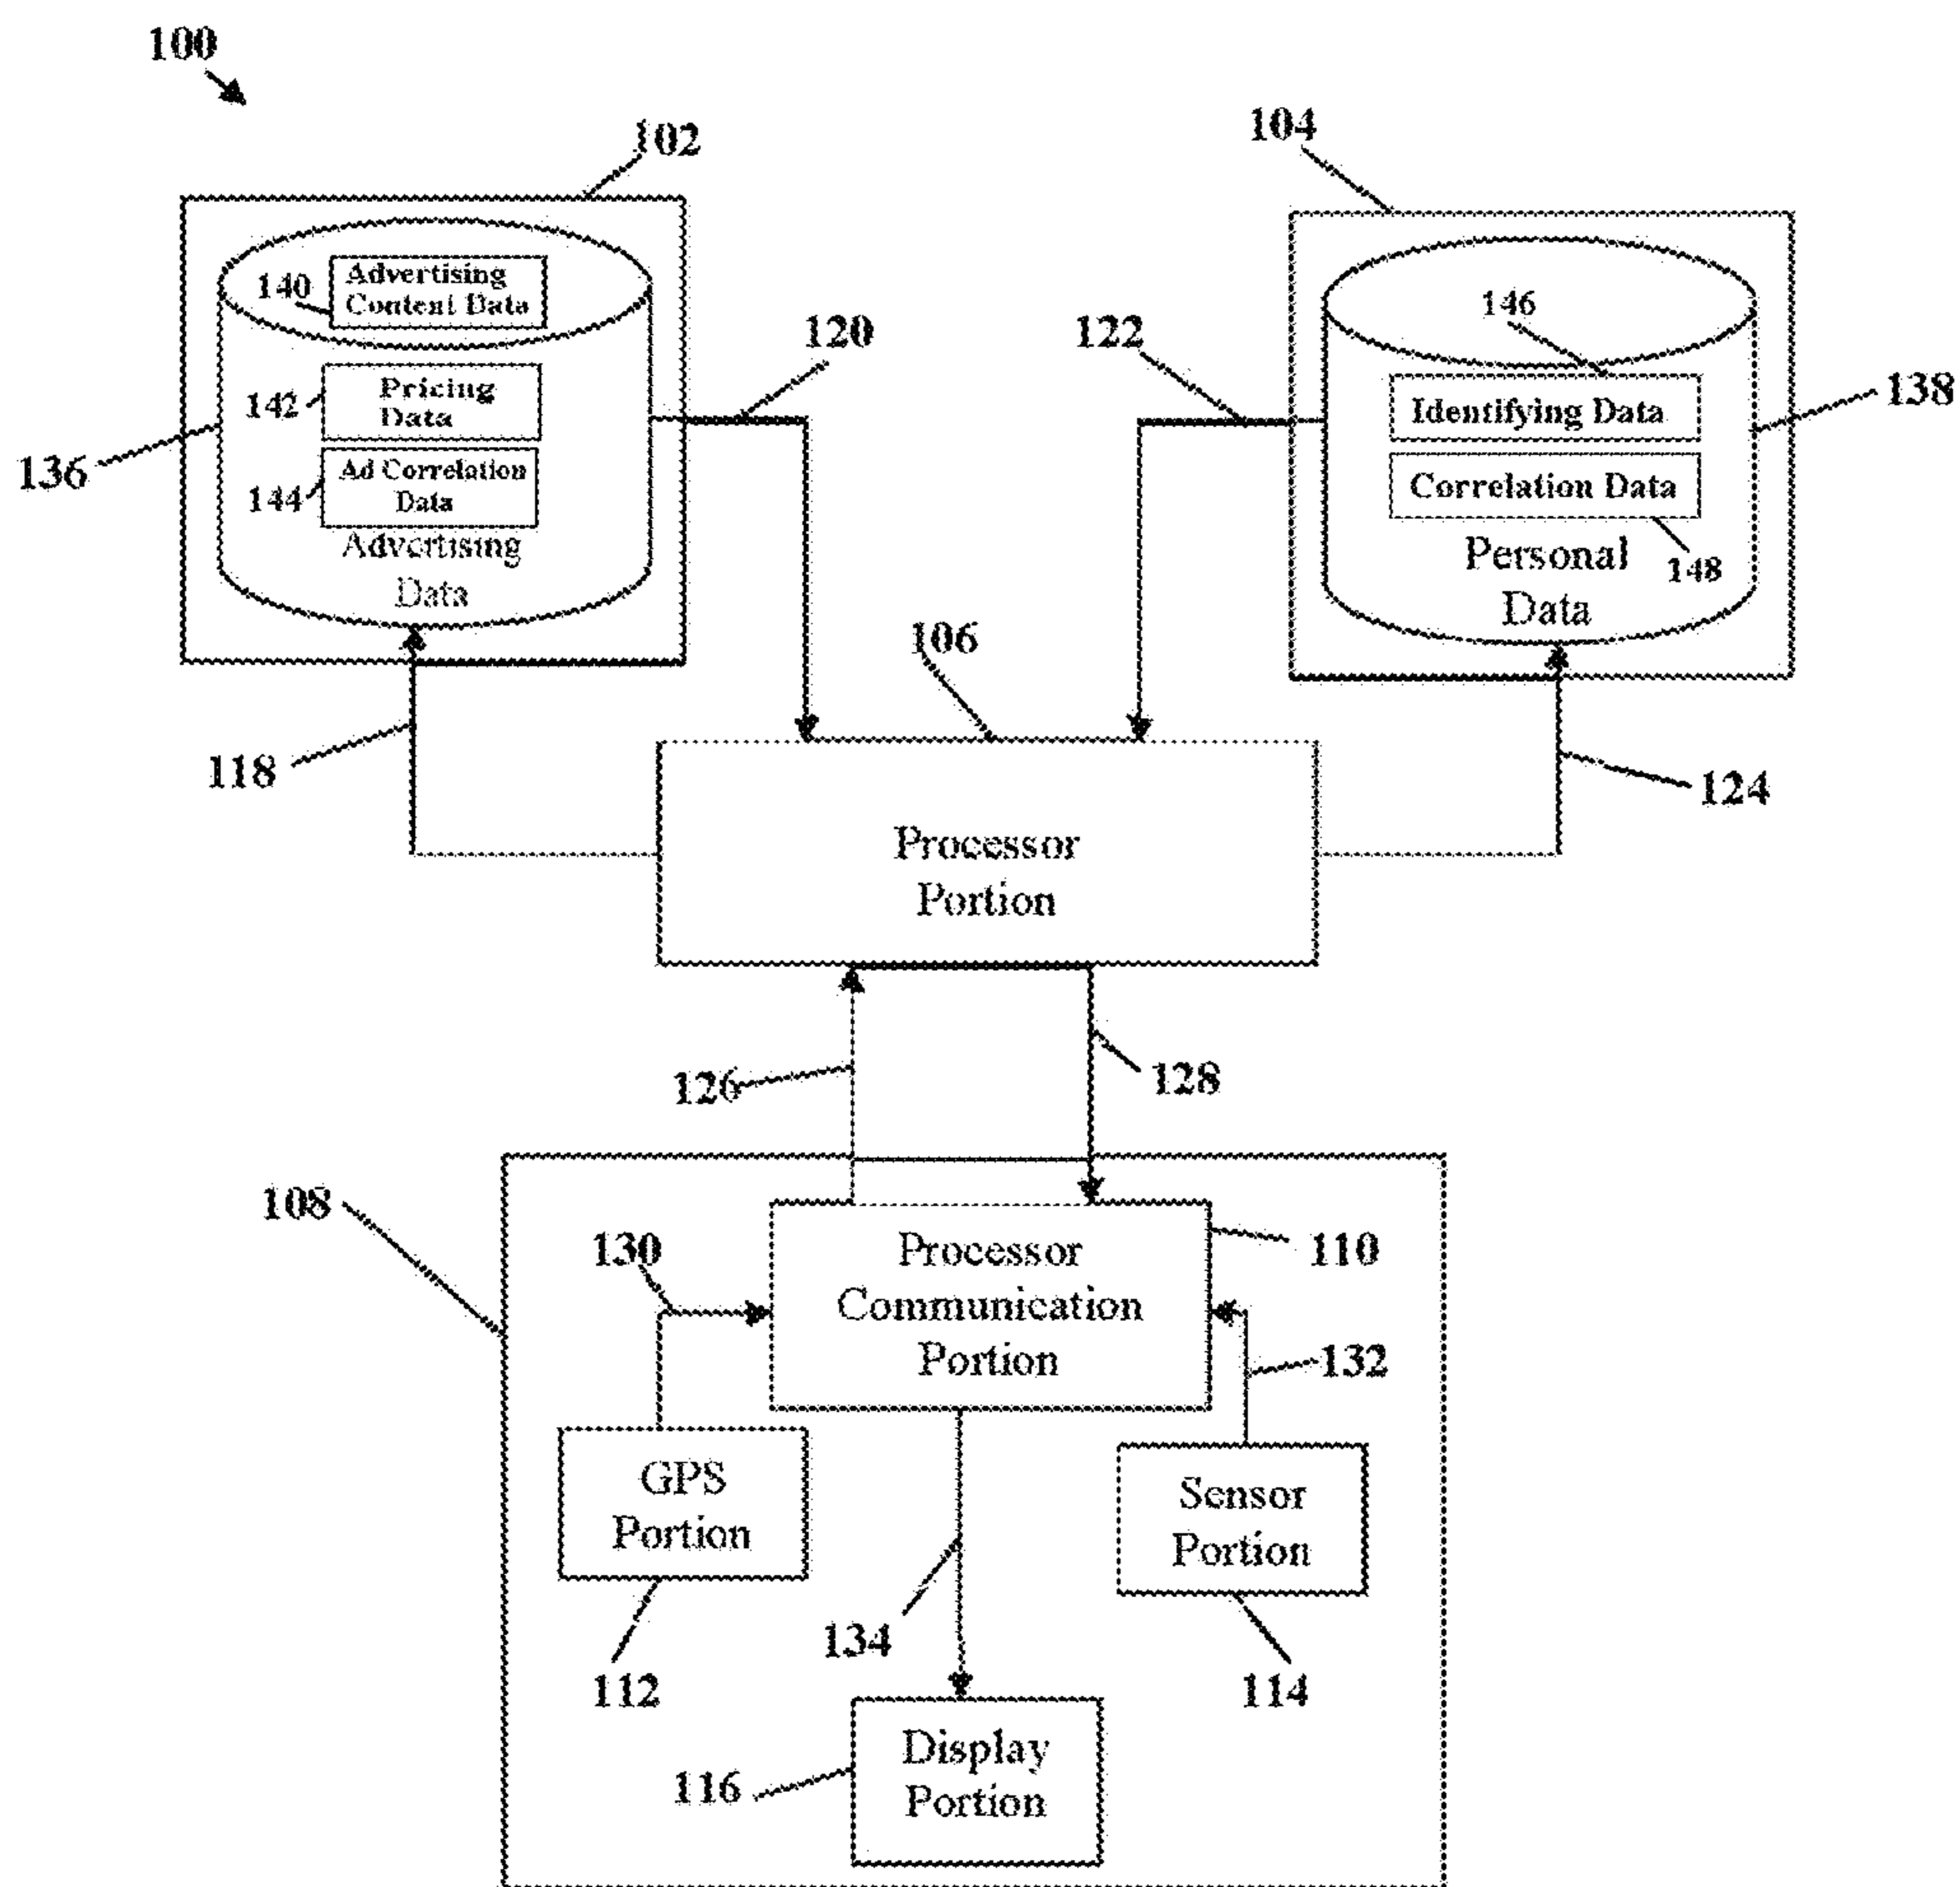 100
102
104
140
Advertising
Content Data
146
120
122
142
Pricing
Data
138
Identifying Data
136
144
Ad Correlation
Data
Correlation Data
Advertising
Data
Personal
Data
148
106
118
124
Processor
Portion
126
128
108
130
Processor
Communication
Portion
110
132
GPS
Portion
Sensor
Portion
134
112
114
116
Display
Portion